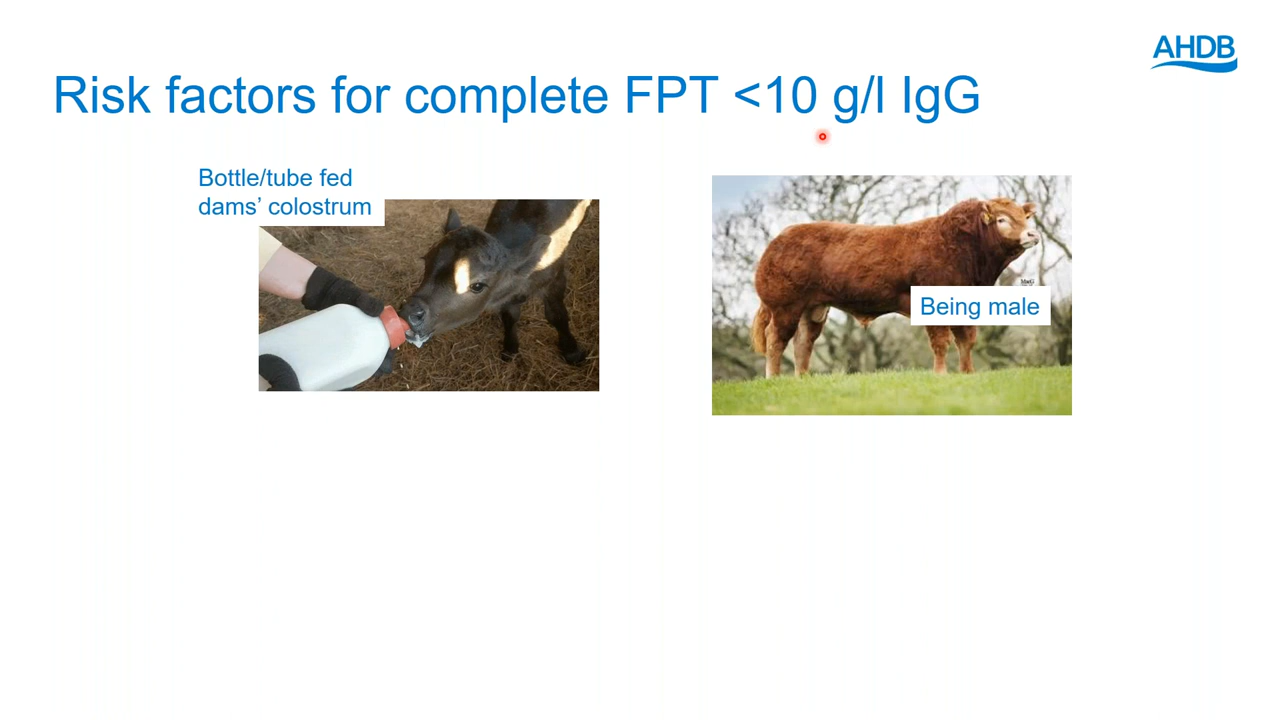 AHDB
Risk factors for complete FPT <10 g/l IgG
Bottle/tube fed
dams’ colostrum
Being male